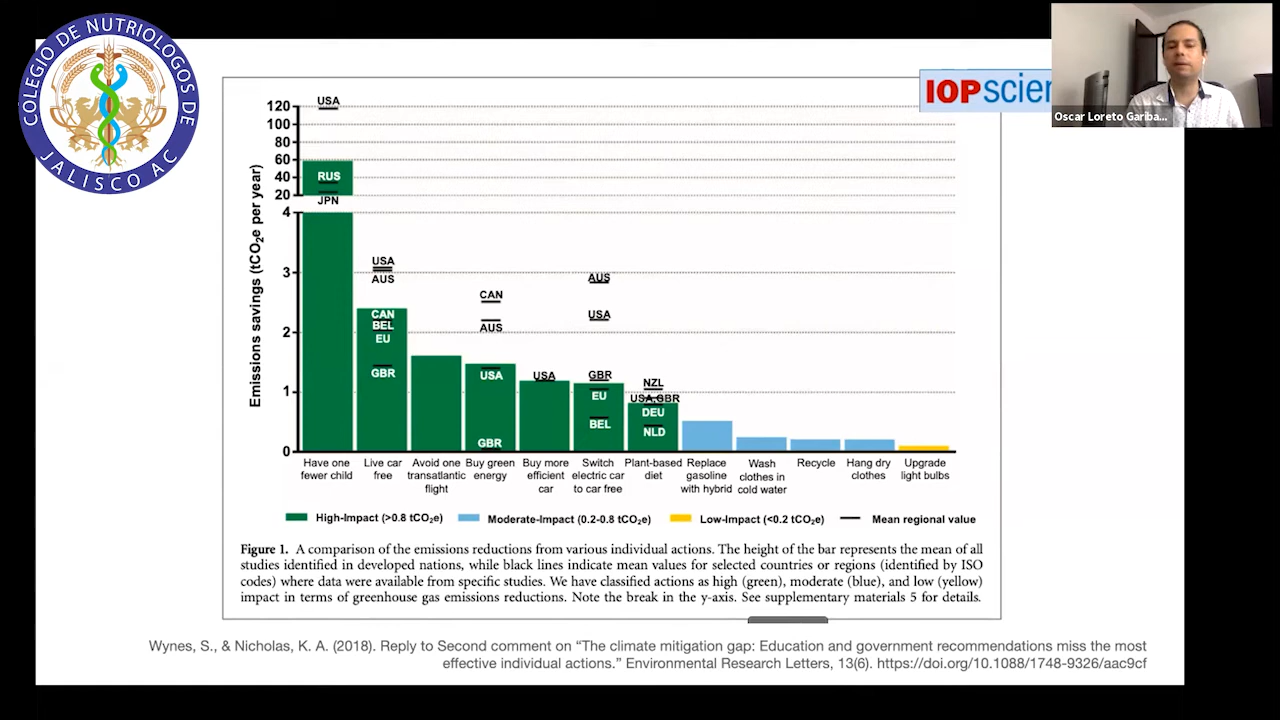 COLEGIO DE NUTRIOLOGOS DE
JALISCO AC
IOPscien
Oscar Loreto Gariba...
Emissions savings (tCO₂e per year)
120
100
80
60
40
20
4
3
2
1
0
USA
RUS
JPN
USA
AUS
CAN
BEL
EU
GBR
CAN
AUS
USA
GBR
USA
AUS
USA
GBR
EU
BEL
NZL
USA,GBR
DEU
NLD
Have one
fewer child
Live car
free
Avoid one
transatlantic
flight
Buy green
energy
Buy more
efficient
car
Switch
electric car
to car free
Plant-based
diet
Replace
gasoline
with hybrid
Wash
clothes in
cold water
Recycle
Hang dry
clothes
Upgrade
light bulbs
High-Impact (>0.8 tCO₂e)
Moderate-Impact (0.2-0.8 tCO₂e)
Low-Impact (<0.2 tCO₂e)
Mean regional value
Figure 1. A comparison of the emissions reductions from various individual actions. The height of the bar represents the mean of all
studies identified in developed nations, while black lines indicate mean values for selected countries or regions (identified by ISO
codes) where data were available from specific studies. We have classified actions as high (green), moderate (blue), and low (yellow)
impact in terms of greenhouse gas emissions reductions. Note the break in the y-axis. See supplementary materials 5 for details.
Wynes, S., & Nicholas, K. A. (2018). Reply to Second comment on “The climate mitigation gap: Education and government recommendations miss the most
effective individual actions.” Environmental Research Letters, 13(6). https://doi.org/10.1088/1748-9326/aac9cf